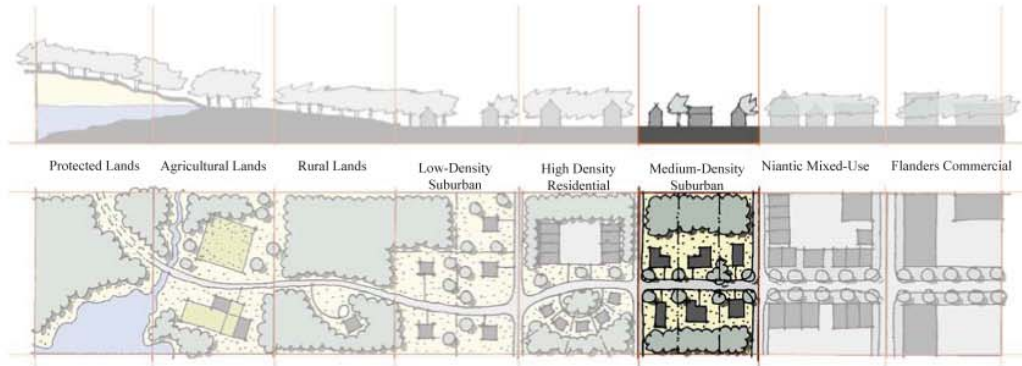 Protected Lands
Agricultural Lands
Rural Lands
Low-Density
Suburban
High Density
Residential
Medium-Density
Suburban
Niantic Mixed-Use
Flanders Commercial